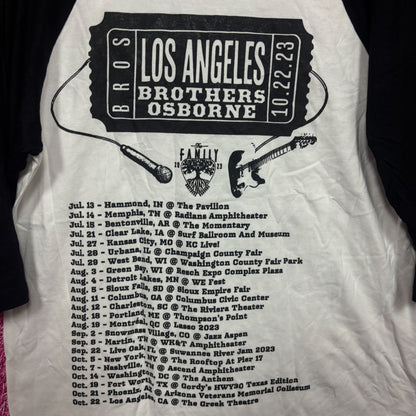 BROS
LOS ANGELES
BROTHERS
OSBORNE
10.22.23
The
FAMILY
20 23
Jul. 13 - Hammond, IN @ The Pavilion
Jul. 14 - Memphis, TN @ Radians Amphitheater
Jul. 15 - Bentonville, AR @ The Momentary
Jul. 21 - Clear Lake, IA @ Surf Ballroom And Museum
Jul. 27 - Kansas City, MO @ KC Live!
Jul. 28 - Urbana, IL @ Champaign County Fair
Jul. 29 - West Bend, WI @ Washington County Fair Park
Aug. 3 - Green Bay, WI @ Resch Expo Complex Plaza
Aug. 4 - Detroit Lakes, MN @ WE Fest
Aug. 5 - Sioux Falls, SD @ Sioux Empire Fair
Aug. 11 - Columbus, GA @ Columbus Civic Center
Aug. 12 - Charleston, SC @ The Riviera Theater
Aug. 18 - Portland, ME @ Thompson's Point
Aug. 19 - Montréal, QC @ Lasso 2023
Sep. 2 - Snowmass Village, CO @ Jazz Aspen
Sep. 8 - Martin, TN @ WK&T Amphitheater
Sep. 22 - Live Oak, FL @ Suwannee River Jam 2023
Oct. 5 - New York, NY @ The Rooftop At Pier 17
Oct. 7 - Nashville, TN @ Ascend Amphitheater
Oct. 14 - Washington, DC @ The Anthem
Oct. 19 - Fort Worth, TX @ Gordy's HWY30 Texas Edition
Oct. 21 - Phoenix, AZ @ Arizona Veterans Memorial Coliseum
Oct. 22 - Los Angeles, CA @ The Greek Theatre